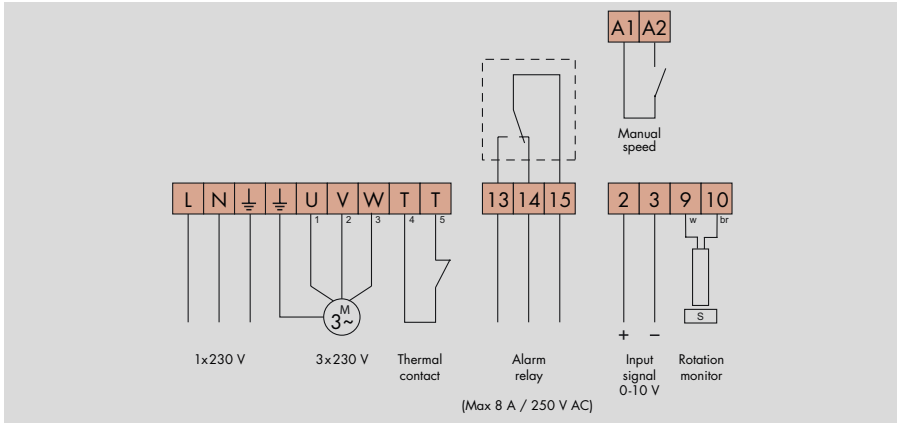 A1 A2
Manual
speed
L N U V W T T
1 2 3 4 5
13 14 15
2 3 9 10
w br
M
3~
S
+ −
1x230 V
3x230 V
Thermal
contact
Alarm
relay
(Max 8 A / 250 V AC)
Input
signal
0-10 V
Rotation
monitor